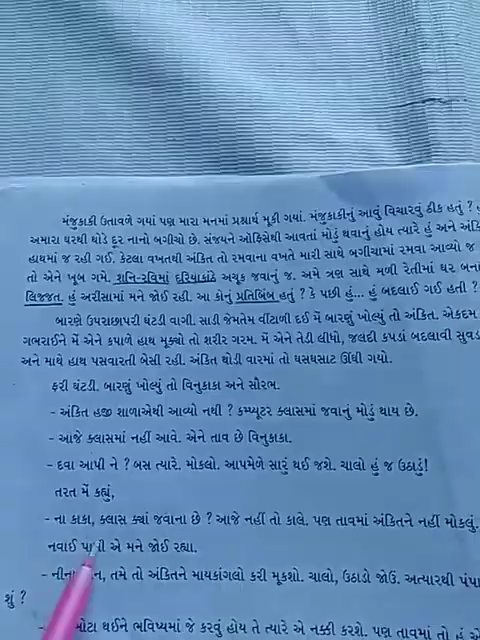 મંજુકાકી ઉતાવળે ગયાં પણ મારા મનમાં પ્રશ્નાર્થ મૂકી ગયાં. મંજુકાકીનું આવું વિચારવું ઠીક હતું ?
અમારા ઘરથી થોડે દૂર નાનો બગીચો છે. સંજયને ઓફિસેથી આવતાં મોડું થવાનું હોય ત્યારે હું અને
હાથમાં જ રહી ગઈ. કેટલા વખતથી અંકિત તો રમવાના વખતે મારી સાથે બગીચામાં રમવા આવ્યો જ
તો એને ખૂબ ગમે. શનિ-રવિમાં દરિયાકાંઠે અચૂક જવાનું જ. અમે ત્રણ સાથે મળી રેતીમાં ઘર
લિજ્જત. હું અરીસામાં મને જોઈ રહી. આ કોનું પ્રતિબિંબ હતું ? કે પછી હું... હું બદલાઈ ગઈ હતી ?
બારણે ઉપરાછાપરી ઘંટડી વાગી. સાડી જેમતેમ વીંટાળી દઈ મેં બારણું ખોલ્યું તો અંકિત. એકદમ
ગભરાઈને મેં એને કપાળે હાથ મૂક્યો તો શરીર ગરમ. મેં એને તેડી લીધો, જલદી કપડાં બદલાવી
અને માથે હાથ પસવારતી બેસી રહી. અંકિત થોડી વારમાં તો ઘસઘસાટ ઊંઘી ગયો.
ફરી ઘંટડી. બારણું ખોલ્યું તો વિનુકાકા અને સૌરભ.
- અંકિત હજી શાળાએથી આવ્યો નથી ? કમ્પ્યૂટર ક્લાસમાં જવાનું મોડું થાય છે.
- આજે ક્લાસમાં નહીં આવે. એને તાવ છે વિનુકાકા.
- દવા આપી ને ? બસ ત્યારે. મોકલો. આપમેળે સારું થઈ જશે. ચાલો હું જ ઉઠાડું!
તરત મેં કહ્યું,
- ના કાકા, ક્લાસ ક્યાં જવાના છે ? આજે નહીં તો કાલે. પણ તાવમાં અંકિતને નહીં મોકલું.
નવાઈ પામી એ મને જોઈ રહ્યા.
- તમે તો અંકિતને માયકાંગલો કરી મૂકશો. ચાલો, ઉઠાડો જોઉં. અત્યારથી
શું ?
મોટા થઈને ભવિષ્યમાં જે કરવું હોય તે ત્યારે એ નક્કી કરશે. પણ તાવમાં તો હું